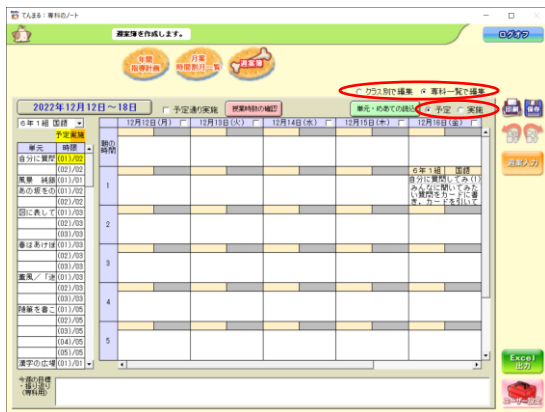 てんまる：専科のノート
週案簿を作成します。
ログオフ
年間
指導計画
月案
時間割月一覧
週案簿
クラス別で編集
専科一覧で編集
2022年12月12日～18日
予定通り実施
授業時数の確認
単元・めあての読込
予定
実施
印刷
保存
6年1組 国語
12月12日(月)
12月13日(火)
12月14日(水)
12月15日(木)
12月16日(金)
予定実施
単元
時限
朝の
時間
週案入力
自分に質問 (01)/02
(02)/02
風景 純銀 (01)/01
あの坂をの (01)/02
(02)/02
図に表して (01)/03
(02)/03
(03)/03
春はあけぼ (01)/03
(02)/03
(03)/03
薫風／「迷 (01)/03
(02)/03
(03)/03
随筆を書こ (01)/05
(02)/05
(03)/05
(04)/05
(05)/05
漢字の広場 (01)/01
6年1組
国語
自分に質問してみ(1)
みんなに聞いてみた
い質問をカードに書
き，カードを引いて
1
2
3
4
5
Excel
出力
今週の目標
・振り返り
(専科用)
ユーザー設定